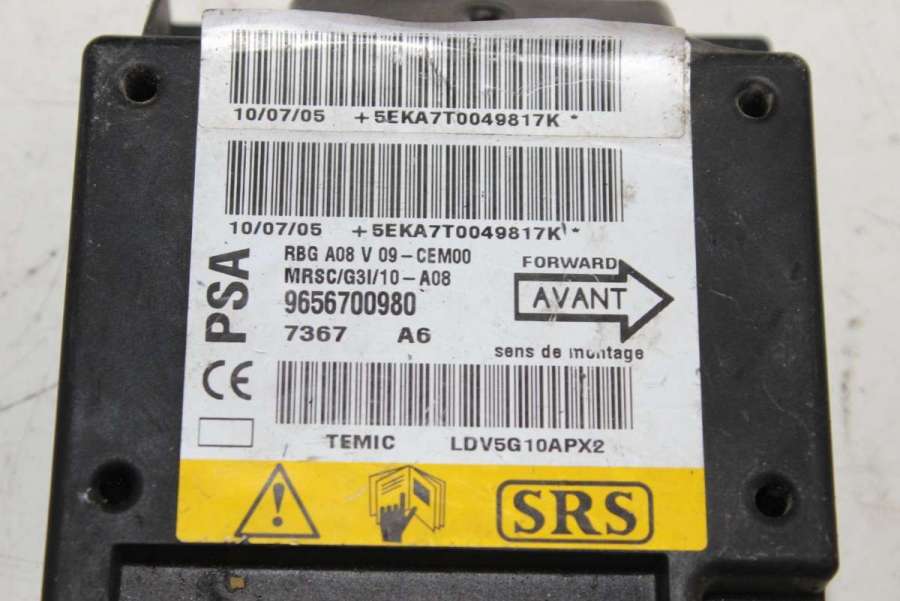 10/07/05 +5EKA7T0049817K*
10/07/05 +5EKA7T0049817K*
PSA
RBG A08 V 09-CEM00
MRSC/G3I/10-A08
9656700980
7367 A6
FORWARD
AVANT
sens de montage
CE
TEMIC LDV5G10APX2
SRS